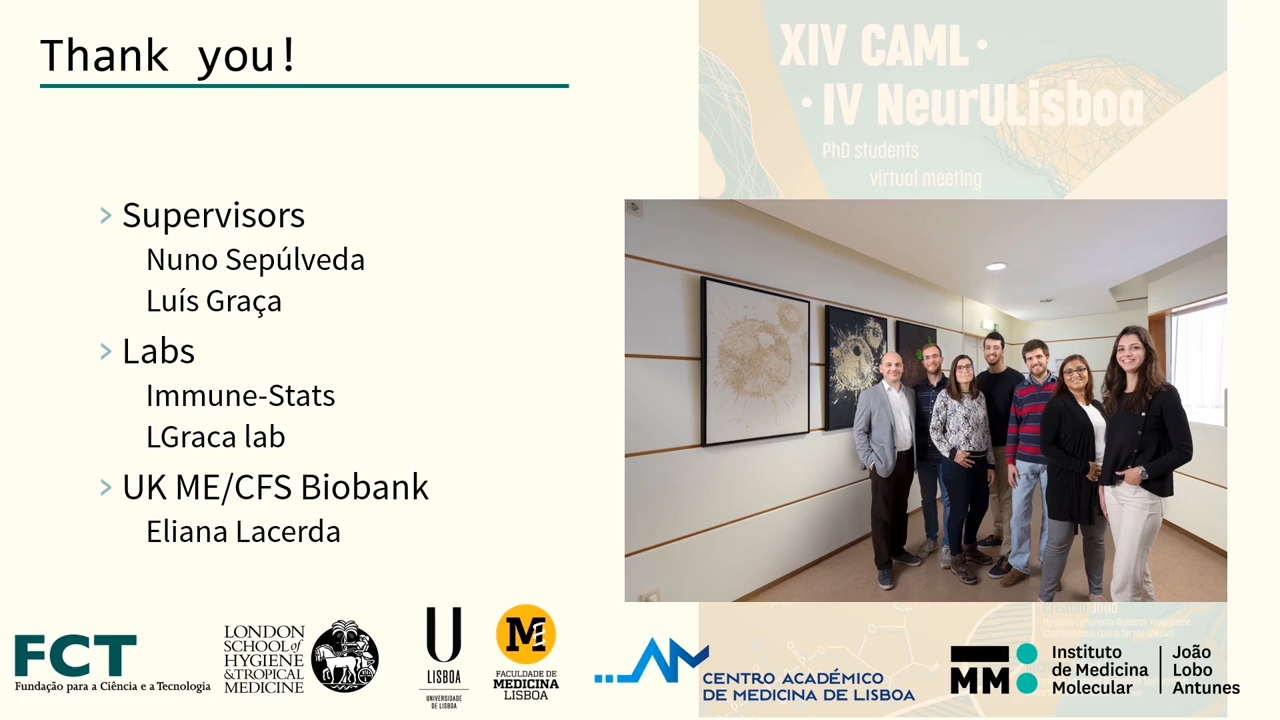 Thank you!
XIV CAML •
• IV NeurULisboa
PhD students
virtual meeting
> Supervisors
Nuno Sepúlveda
Luís Graça
> Labs
Immune-Stats
LGraca lab
> UK ME/CFS Biobank
Eliana Lacerda
FCT
Fundação para a Ciência e a Tecnologia
LONDON
SCHOOL of
HYGIENE
& TROPICAL
MEDICINE
U
LISBOA
UNIVERSIDADE
DE LISBOA
M
FACULDADE DE
MEDICINA
LISBOA
CENTRO ACADÉMICO
DE MEDICINA DE LISBOA
iMM
Instituto
de Medicina
Molecular
João
Lobo
Antunes